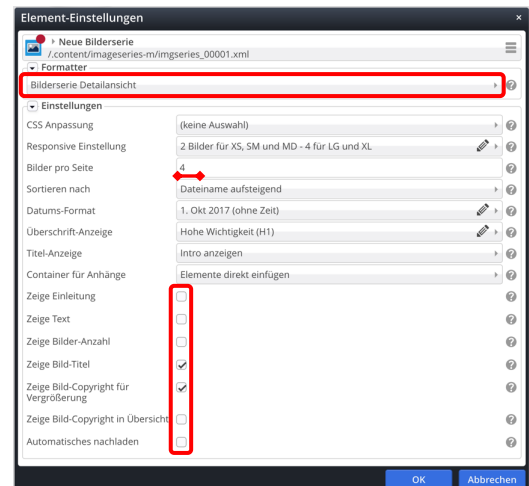 Element-Einstellungen ×
Neue Bilderserie
/.content/imageseries-m/imgseries_00001.xml
Formatter
Bilderserie Detailansicht
Einstellungen
CSS Anpassung (keine Auswahl)
Responsive Einstellung 2 Bilder für XS, SM und MD - 4 für LG und XL
Bilder pro Seite 4
Sortieren nach Dateiname aufsteigend
Datums-Format 1. Okt 2017 (ohne Zeit)
Überschrift-Anzeige Hohe Wichtigkeit (H1)
Titel-Anzeige Intro anzeigen
Container für Anhänge Elemente direkt einfügen
Zeige Einleitung
Zeige Text
Zeige Bilder-Anzahl
Zeige Bild-Titel
Zeige Bild-Copyright für
Vergrößerung
Zeige Bild-Copyright in Übersicht
Automatisches nachladen
OK Abbrechen